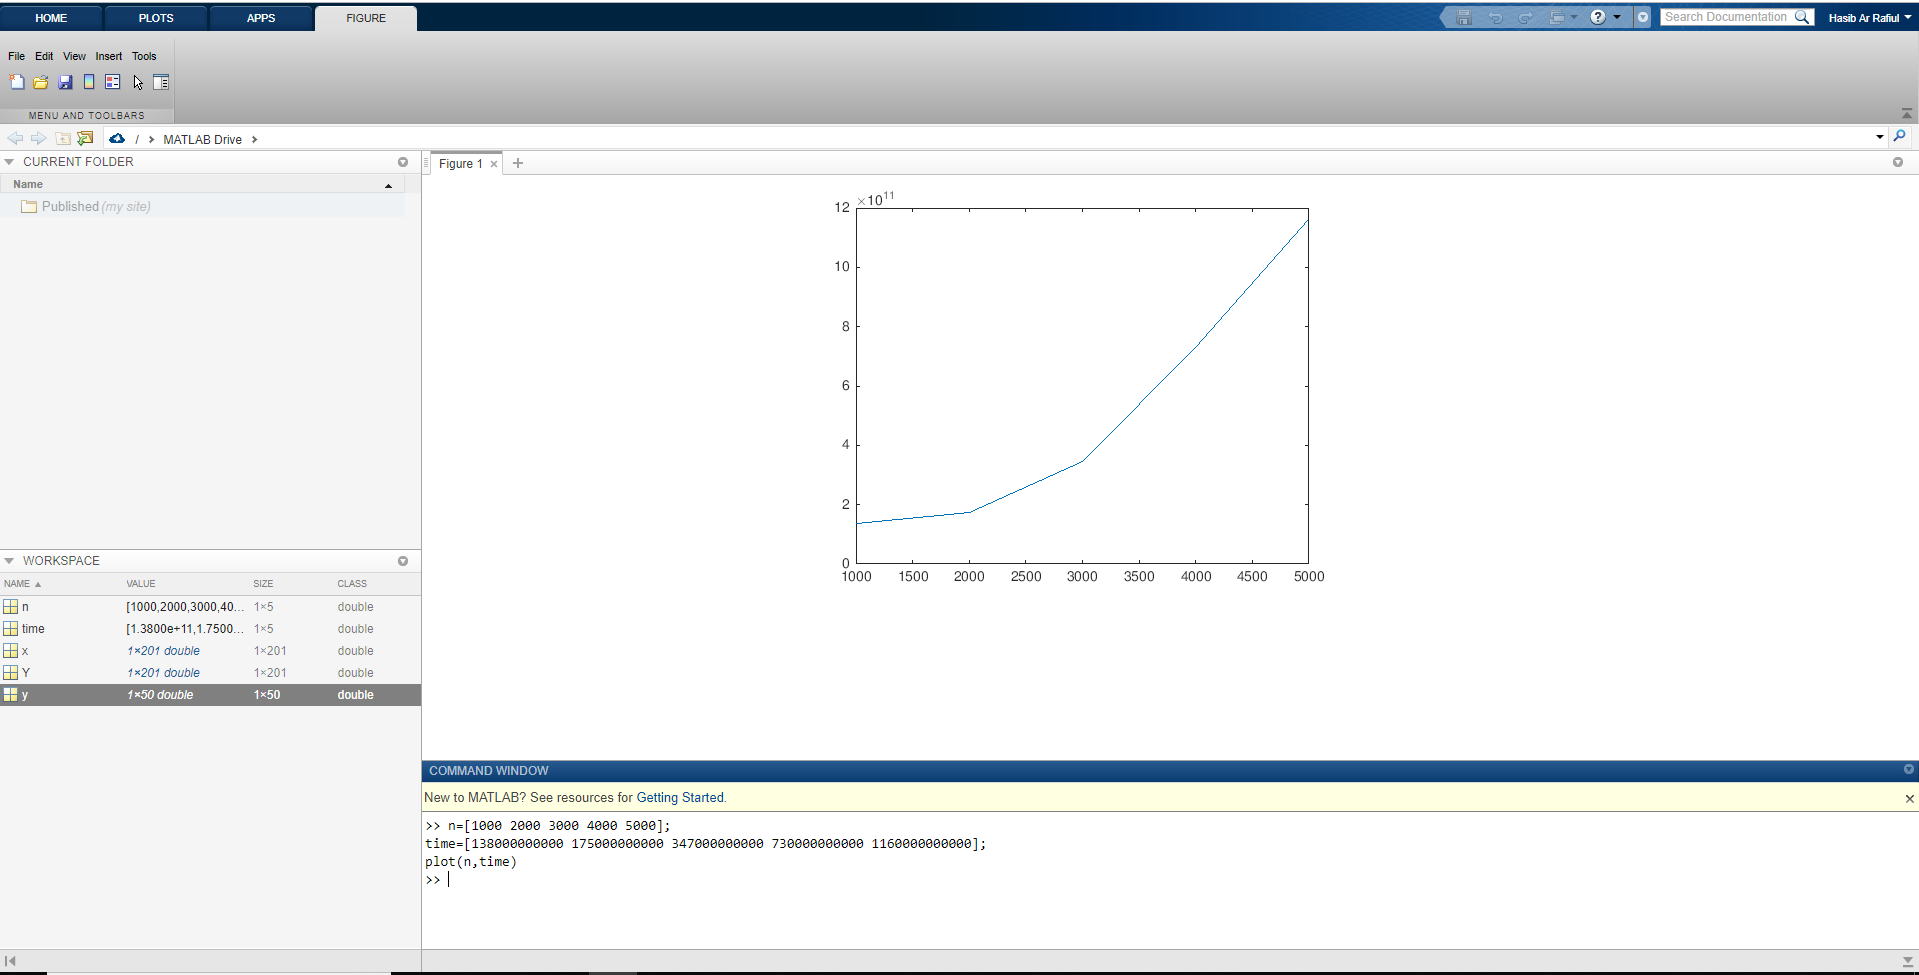 HOME PLOTS APPS FIGURE
Search Documentation Hasib Ar Rafiul
File Edit View Insert Tools
MENU AND TOOLBARS
/ MATLAB Drive
CURRENT FOLDER
Name
Published (my site)
WORKSPACE
NAME VALUE SIZE CLASS
n [1000,2000,3000,40... 1×5 double
time [1.3800e+11,1.7500... 1×5 double
x 1×201 double 1×201 double
Y 1×201 double 1×201 double
y 1×50 double 1×50 double
Figure 1
×10¹¹
12
10
8
6
4
2
0
1000 1500 2000 2500 3000 3500 4000 4500 5000
COMMAND WINDOW
New to MATLAB? See resources for Getting Started.
>> n=[1000 2000 3000 4000 5000];
time=[138000000000 175000000000 347000000000 730000000000 1160000000000];
plot(n,time)
>>